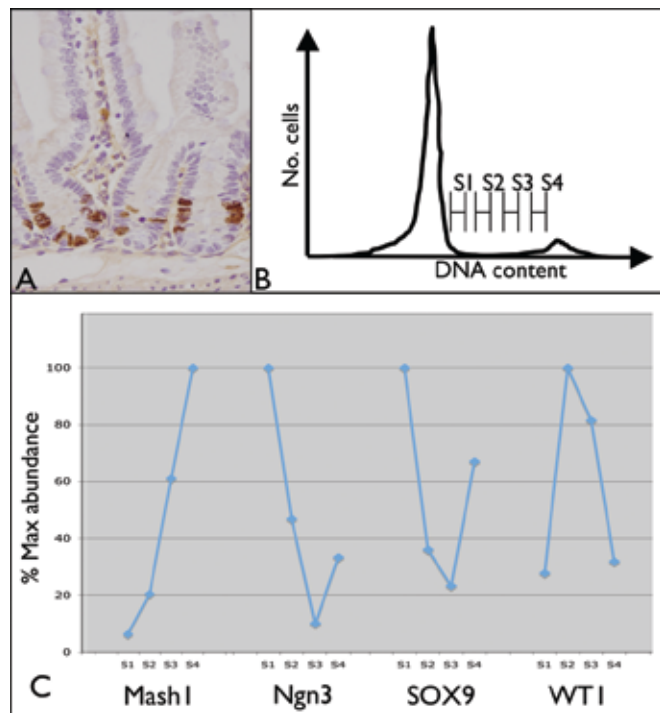 A
B
No. cells
S1 S2 S3 S4
DNA content
C
% Max abundance
100
80
60
40
20
0
S1 S2 S3 S4 S1 S2 S3 S4 S1 S2 S3 S4 S1 S2 S3 S4
Mash1 Ngn3 SOX9 WT1